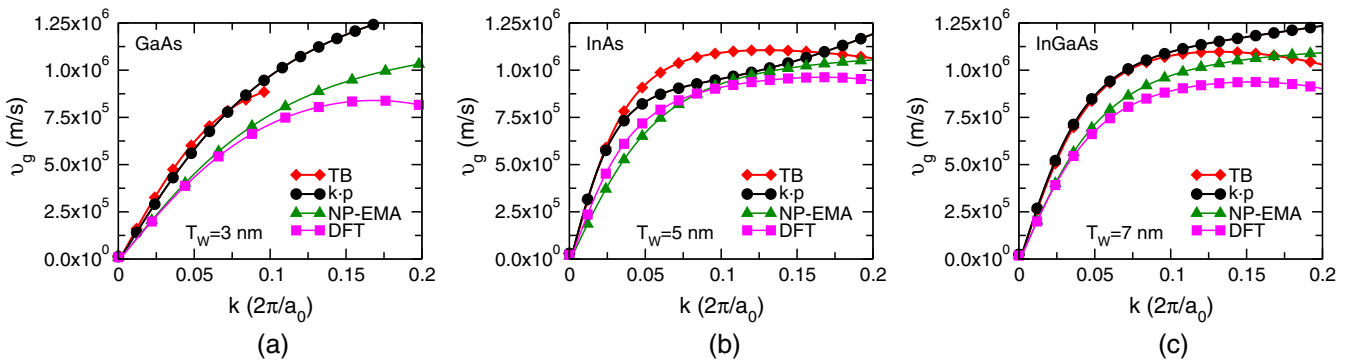 1.25x10⁶
1.0x10⁶
7.5x10⁵
5.0x10⁵
2.5x10⁵
0.0x10⁰
υg (m/s)
GaAs
TB
k·p
NP-EMA
DFT
TW=3 nm
0 0.05 0.1 0.15 0.2
k (2π/a0)
(a)
1.25x10⁶
1.0x10⁶
7.5x10⁵
5.0x10⁵
2.5x10⁵
0.0x10⁰
υg (m/s)
InAs
TB
k·p
NP-EMA
DFT
TW=5 nm
0 0.05 0.1 0.15 0.2
k (2π/a0)
(b)
1.25x10⁶
1.0x10⁶
7.5x10⁵
5.0x10⁵
2.5x10⁵
0.0x10⁰
υg (m/s)
InGaAs
TB
k·p
NP-EMA
DFT
TW=7 nm
0 0.05 0.1 0.15 0.2
k (2π/a0)
(c)